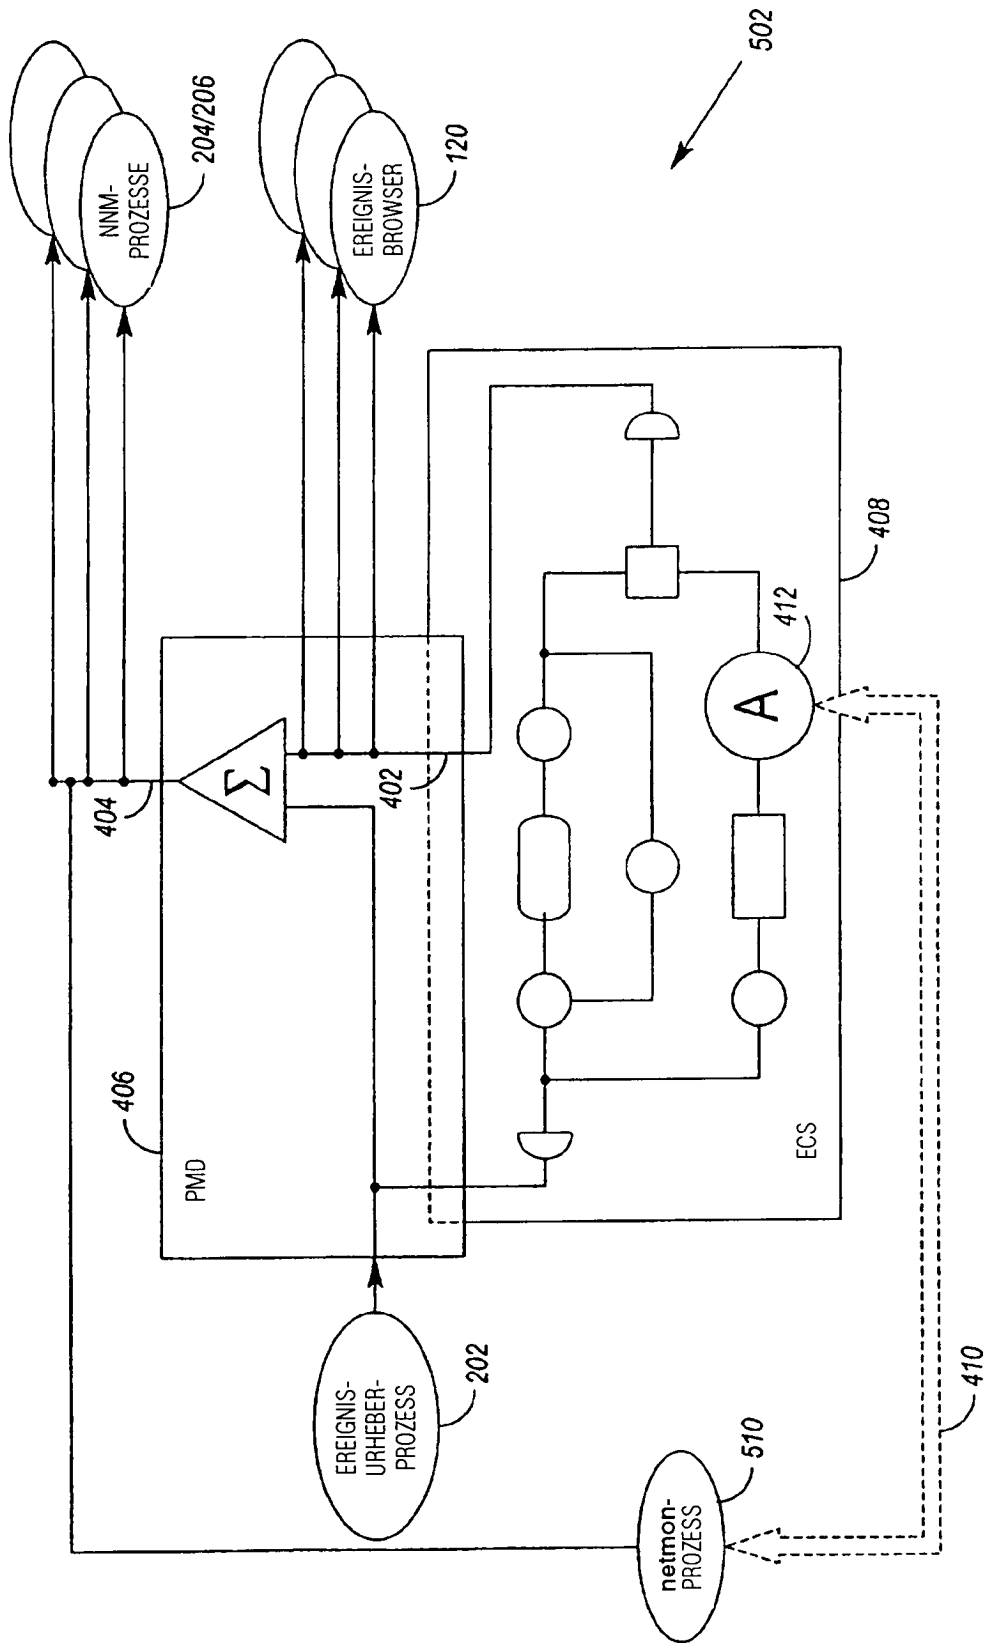 502
NNM-
PROZESSE
204/206
EREIGNIS-
BROWSER
120
404
Σ
402
406
PMD
408
412
A
ECS
EREIGNIS-
URHEBER-
PROZESS
202
netmon-
PROZESS
510
410